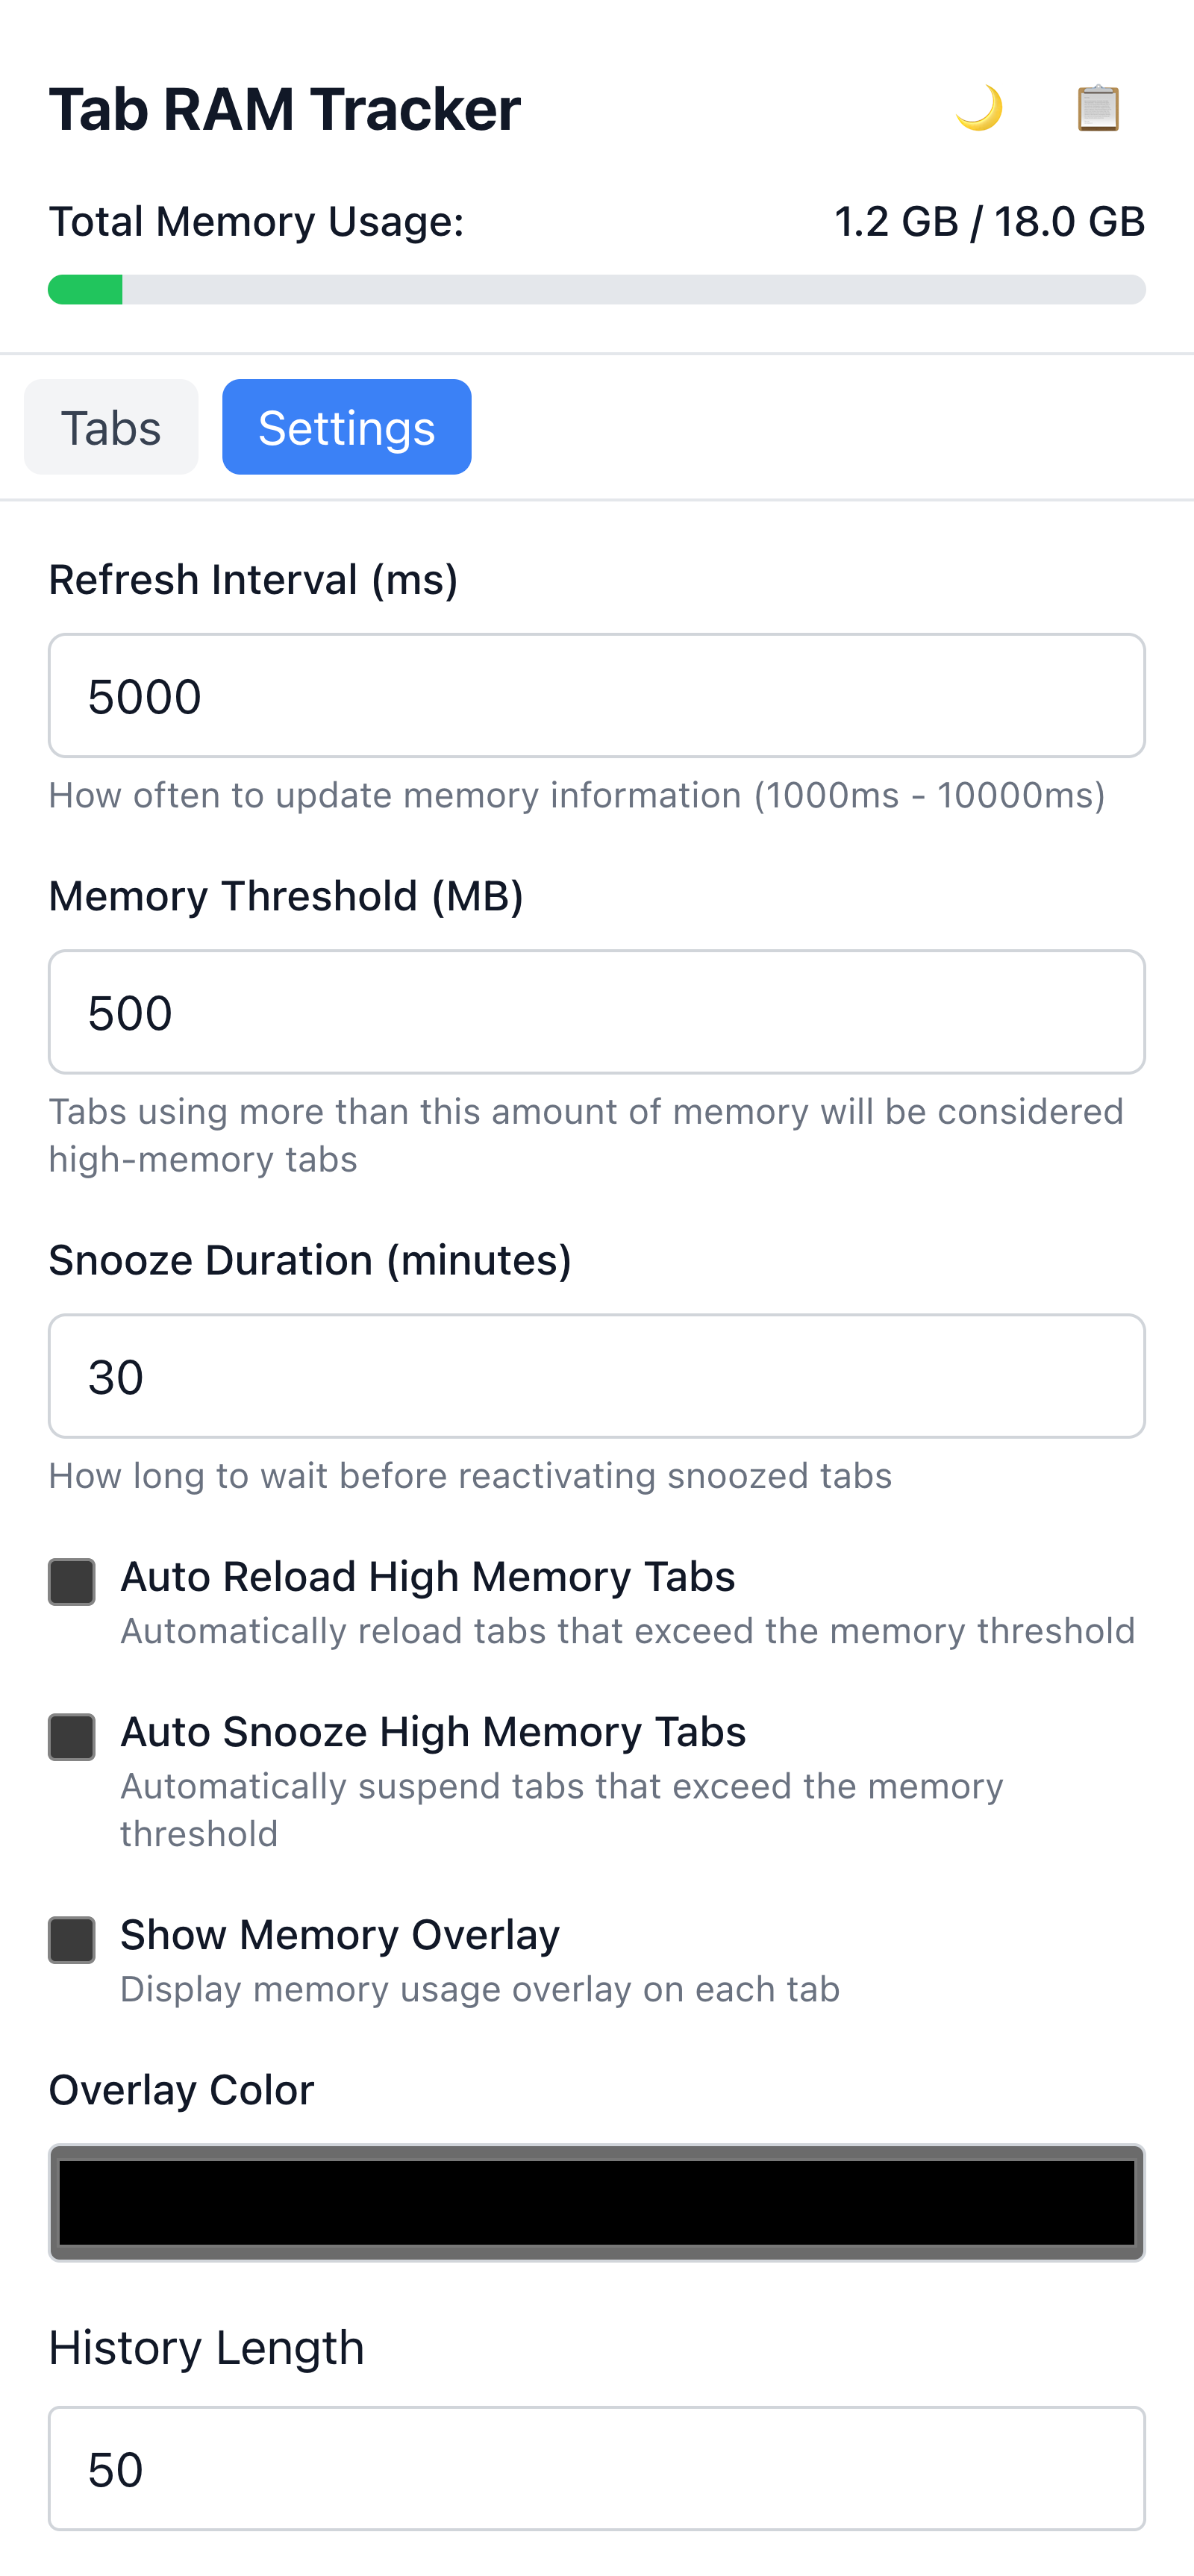 Tab RAM Tracker
Total Memory Usage: 1.2 GB / 18.0 GB
Tabs Settings
Refresh Interval (ms)
5000
How often to update memory information (1000ms - 10000ms)
Memory Threshold (MB)
500
Tabs using more than this amount of memory will be considered
high-memory tabs
Snooze Duration (minutes)
30
How long to wait before reactivating snoozed tabs
Auto Reload High Memory Tabs
Automatically reload tabs that exceed the memory threshold
Auto Snooze High Memory Tabs
Automatically suspend tabs that exceed the memory
threshold
Show Memory Overlay
Display memory usage overlay on each tab
Overlay Color
History Length
50